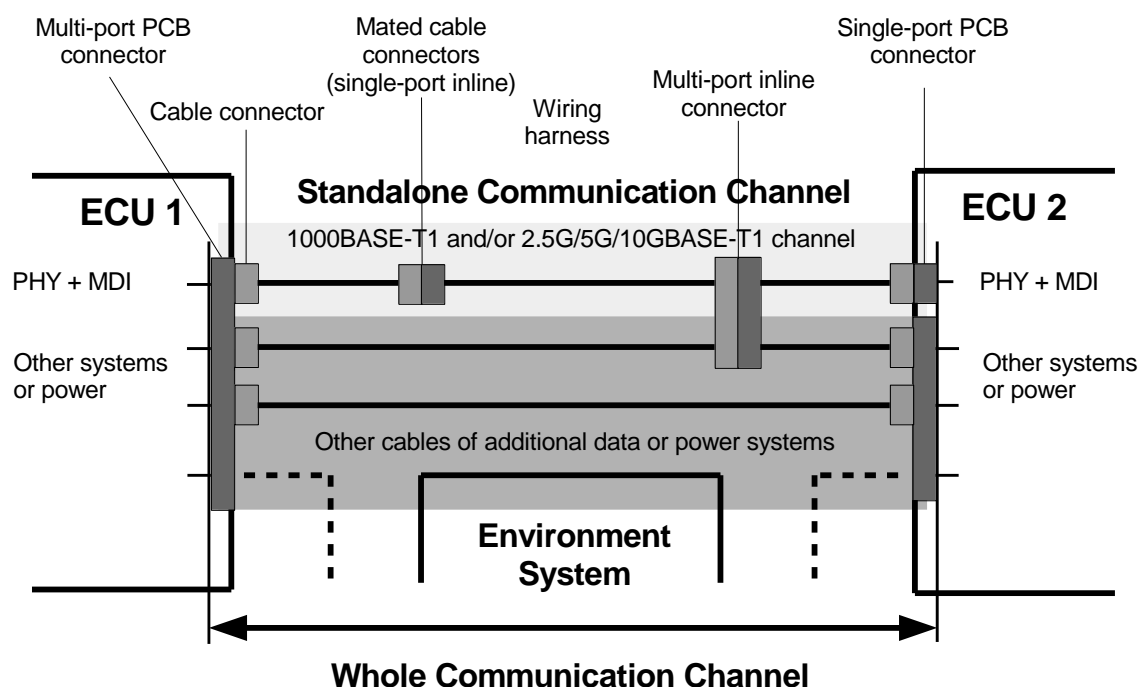 Multi-port PCB
connector
Mated cable
connectors
(single-port inline)
Single-port PCB
connector
Cable connector
Wiring
harness
Multi-port inline
connector
ECU 1
Standalone Communication Channel
ECU 2
1000BASE-T1 and/or 2.5G/5G/10GBASE-T1 channel
PHY + MDI
PHY + MDI
Other systems
or power
Other systems
or power
Other cables of additional data or power systems
Environment
System
Whole Communication Channel